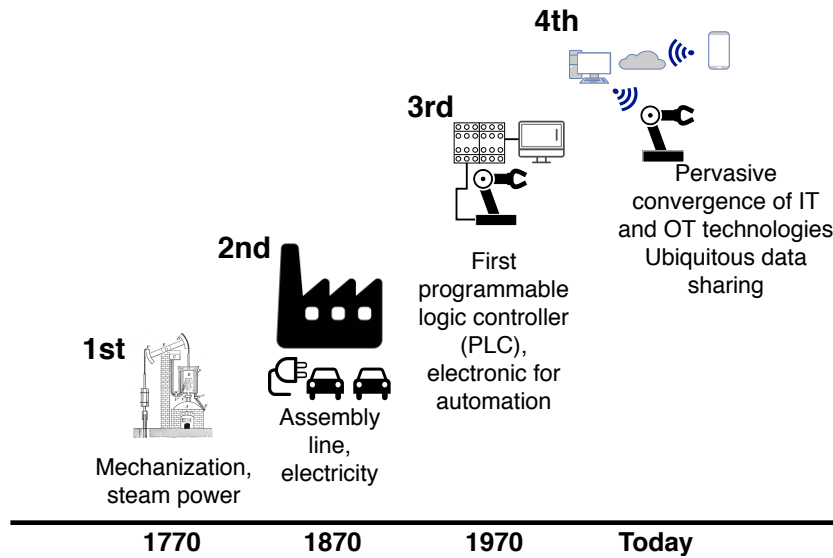 1st
Mechanization,
steam power
2nd
Assembly
line,
electricity
3rd
First
programmable
logic controller
(PLC),
electronic for
automation
4th
Pervasive
convergence of IT
and OT technologies
Ubiquitous data
sharing
1770
1870
1970
Today